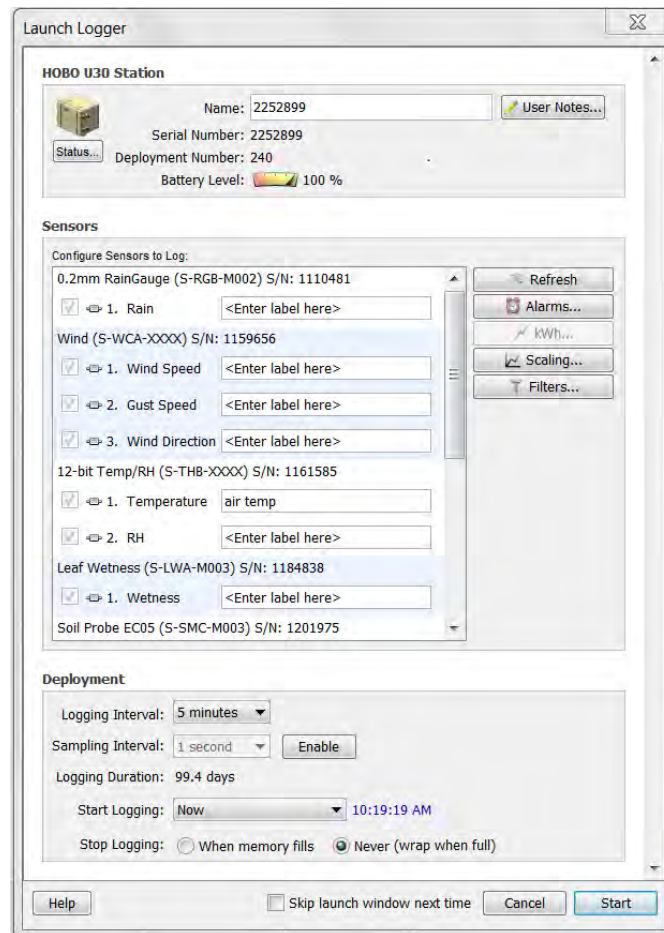 Launch Logger
HOBO U30 Station
Name: 2252899
User Notes...
Status...
Serial Number: 2252899
Deployment Number: 240
Battery Level: 100 %
Sensors
Configure Sensors to Log:
0.2mm RainGauge (S-RGB-M002) S/N: 1110481
1. Rain <Enter label here>
Wind (S-WCA-XXXX) S/N: 1159656
1. Wind Speed <Enter label here>
2. Gust Speed <Enter label here>
3. Wind Direction <Enter label here>
12-bit Temp/RH (S-THB-XXXX) S/N: 1161585
1. Temperature air temp
2. RH <Enter label here>
Leaf Wetness (S-LWA-M003) S/N: 1184838
1. Wetness <Enter label here>
Soil Probe EC05 (S-SMC-M003) S/N: 1201975
Refresh
Alarms...
kWh...
Scaling...
Filters...
Deployment
Logging Interval: 5 minutes
Sampling Interval: 1 second Enable
Logging Duration: 99.4 days
Start Logging: Now 10:19:19 AM
Stop Logging: When memory fills Never (wrap when full)
Help Skip launch window next time Cancel Start